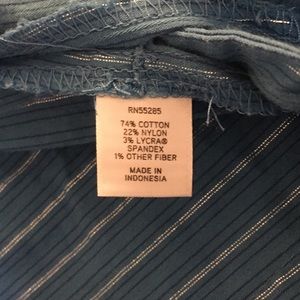 RN55285
74% COTTON
22% NYLON
3% LYCRA®
SPANDEX
1% OTHER FIBER
MADE IN
INDONESIA